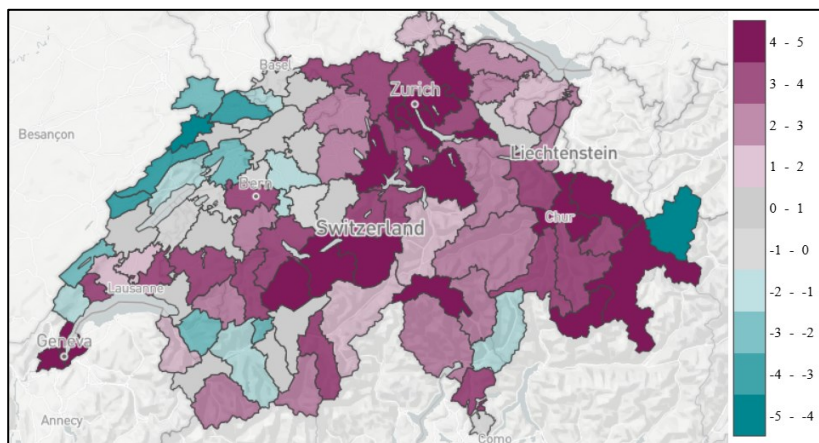 Basel
Zurich
Besançon
Liechtenstein
Bern
Chur
Switzerland
Lausanne
Geneva
Annecy
Como
4 - 5
3 - 4
2 - 3
1 - 2
0 - 1
-1 - 0
-2 - -1
-3 - -2
-4 - -3
-5 - -4